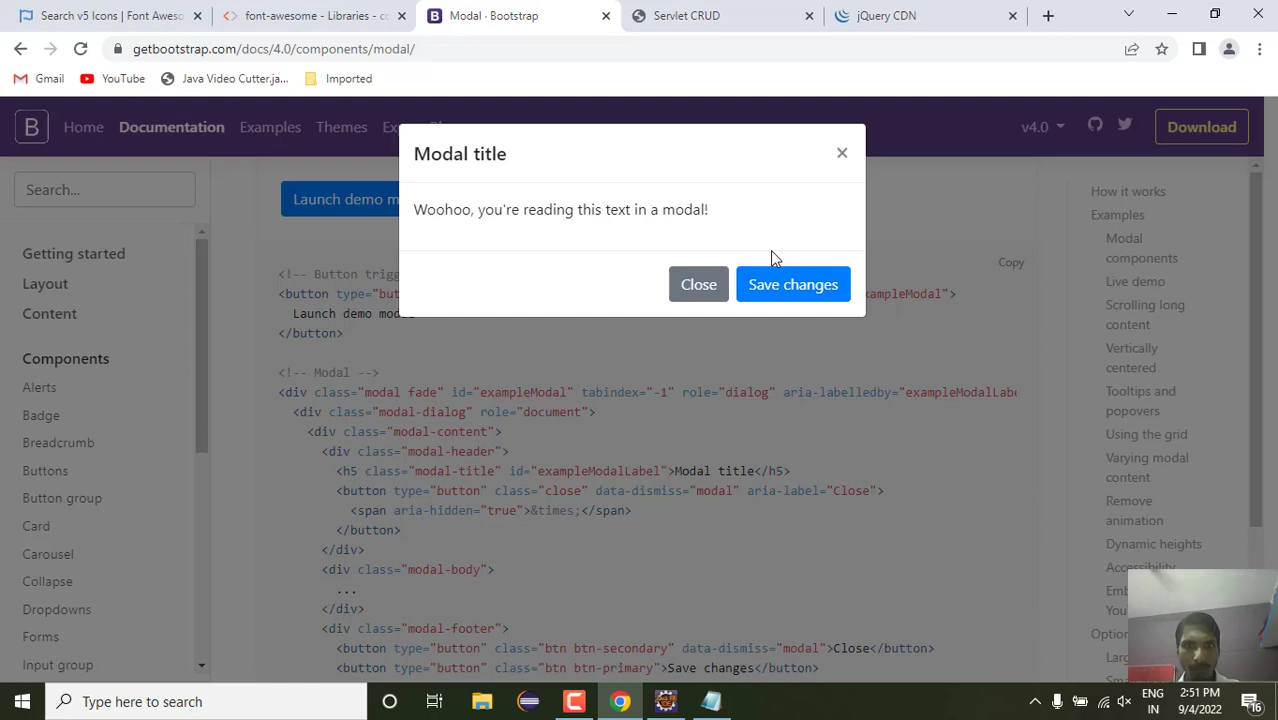 Search v5 Icons | Font Aweso
font-awesome - Libraries - c
Modal · Bootstrap
Servlet CRUD
jQuery CDN
getbootstrap.com/docs/4.0/components/modal/
Gmail
YouTube
Java Video Cutter.ja...
Imported
B
Home
Documentation
Examples
Themes
Ex
v4.0
Download
Modal title
×
Woohoo, you're reading this text in a modal!
Close
Save changes
Search...
Getting started
Layout
Content
Components
Alerts
Badge
Breadcrumb
Buttons
Button group
Card
Carousel
Collapse
Dropdowns
Forms
Input group
Launch demo m
Copy
<!-- Button trigg
<button type="but
ampleModal">
Launch demo modal
</button>
<!-- Modal -->
<div class="modal fade" id="exampleModal" tabindex="-1" role="dialog" aria-labelledby="exampleModalLabe
<div class="modal-dialog" role="document">
<div class="modal-content">
<div class="modal-header">
<h5 class="modal-title" id="exampleModalLabel">Modal title</h5>
<button type="button" class="close" data-dismiss="modal" aria-label="Close">
<span aria-hidden="true">&times;</span>
</button>
</div>
<div class="modal-body">
...
</div>
<div class="modal-footer">
<button type="button" class="btn btn-secondary" data-dismiss="modal">Close</button>
<button type="button" class="btn btn-primary">Save changes</button>
How it works
Examples
Modal
components
Live demo
Scrolling long
content
Vertically
centered
Tooltips and
popovers
Using the grid
Varying modal
content
Remove
animation
Dynamic heights
Accessibility
Em
You
Option
Larg
Type here to search
ENG
IN
2:51 PM
9/4/2022
16